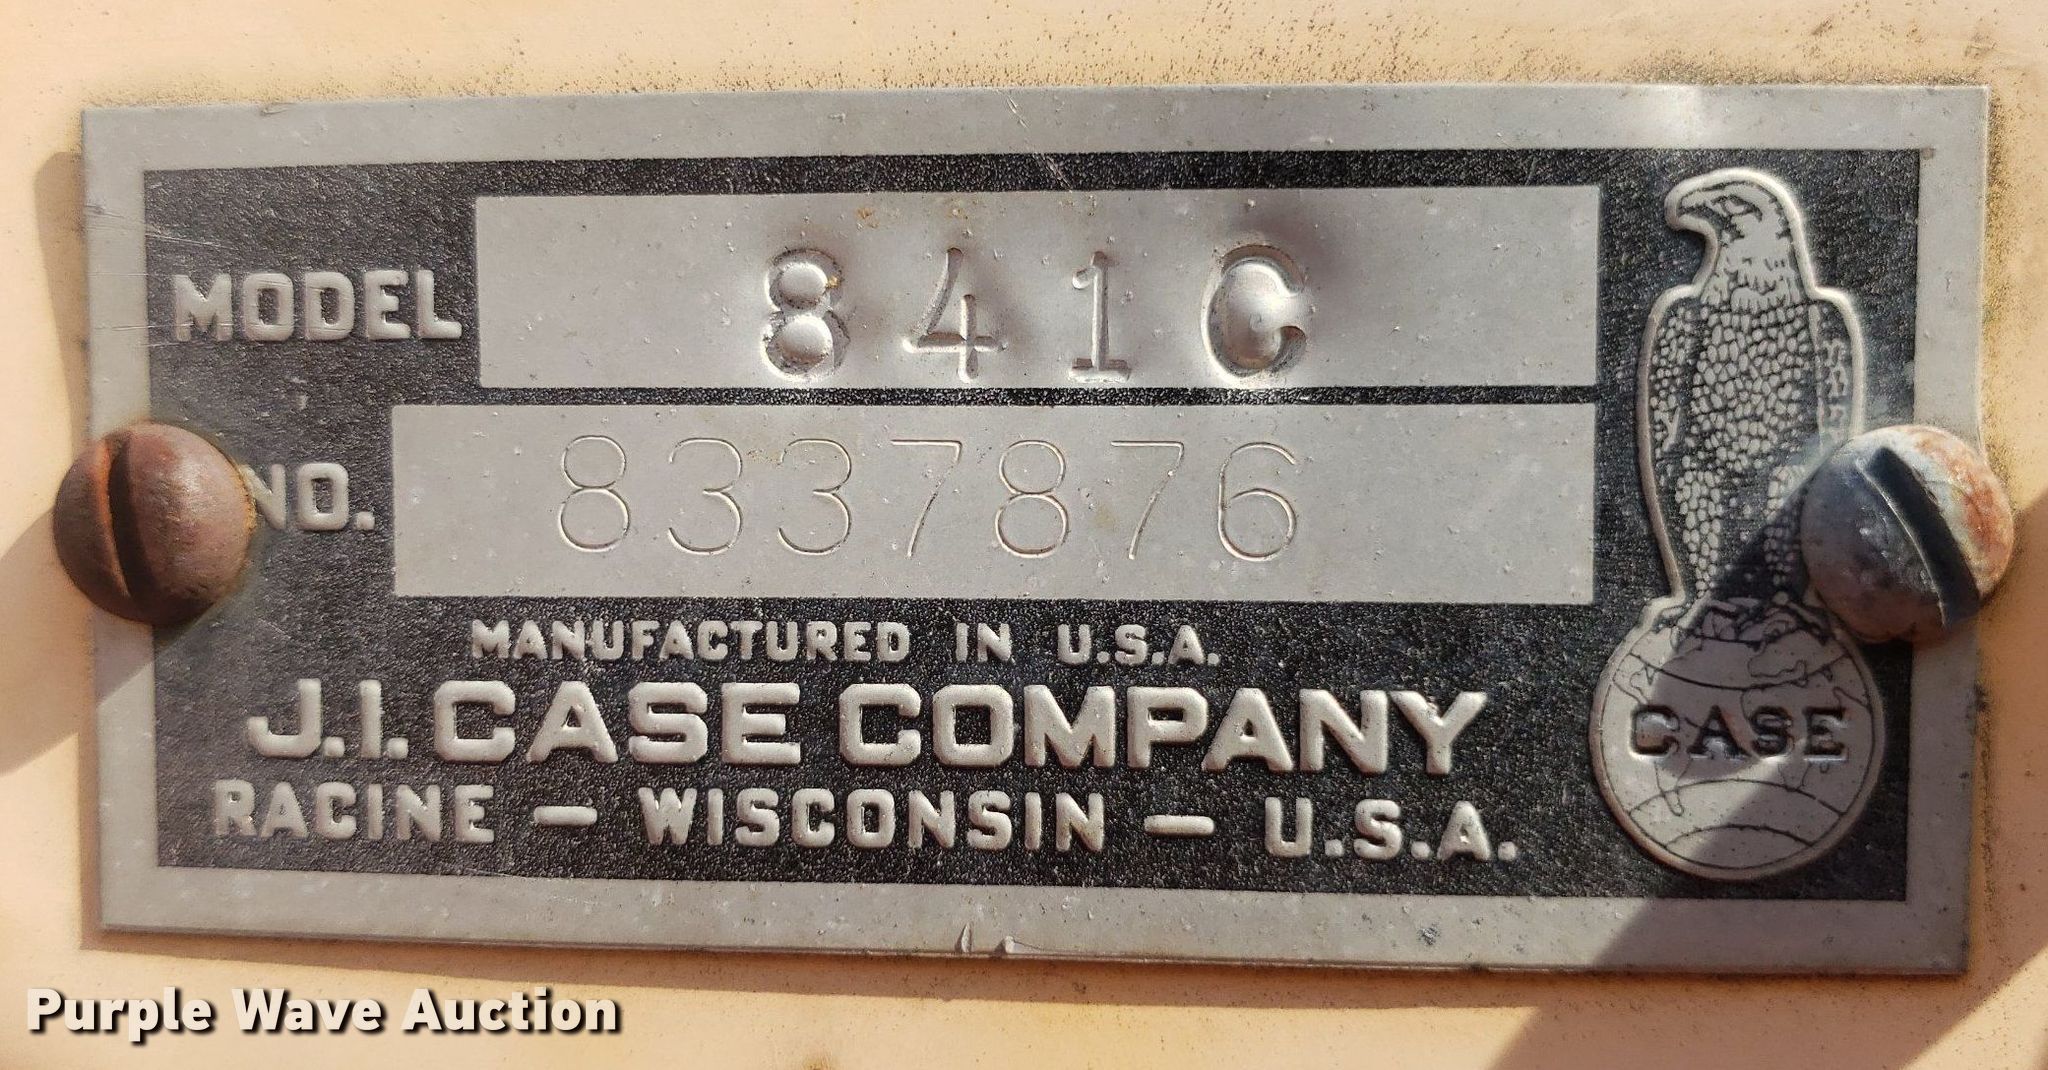 MODEL 841C
NO. 8337876
MANUFACTURED IN U.S.A.
J.I. CASE COMPANY
RACINE — WISCONSIN — U.S.A.
CASE
Purple Wave Auction